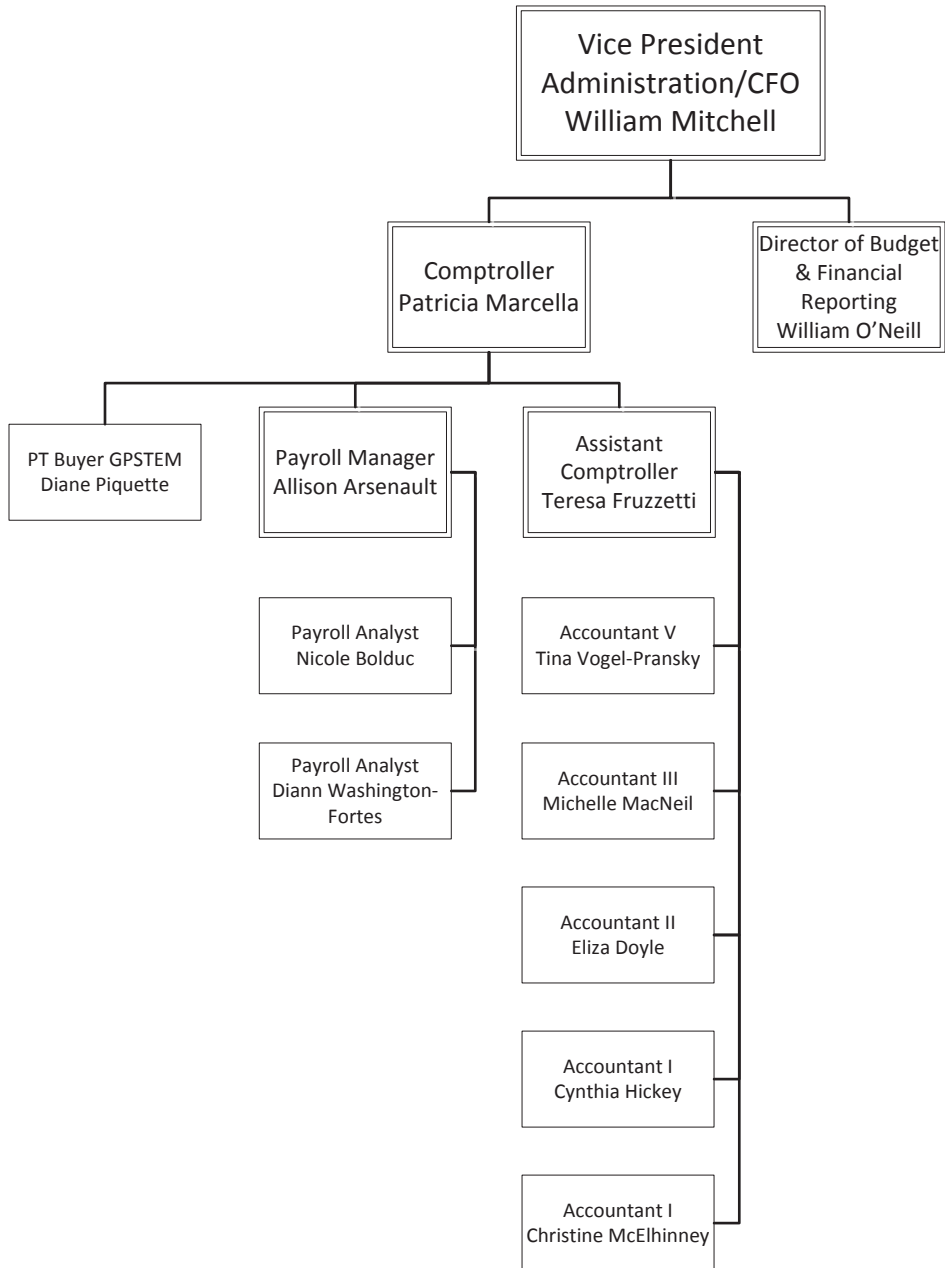 Vice President
Administration/CFO
William Mitchell
Comptroller
Patricia Marcella
Director of Budget
& Financial
Reporting
William O’Neill
PT Buyer GPSTEM
Diane Piquette
Payroll Manager
Allison Arsenault
Assistant
Comptroller
Teresa Fruzzetti
Payroll Analyst
Nicole Bolduc
Payroll Analyst
Diann Washington-
Fortes
Accountant V
Tina Vogel-Pransky
Accountant III
Michelle MacNeil
Accountant II
Eliza Doyle
Accountant I
Cynthia Hickey
Accountant I
Christine McElhinney